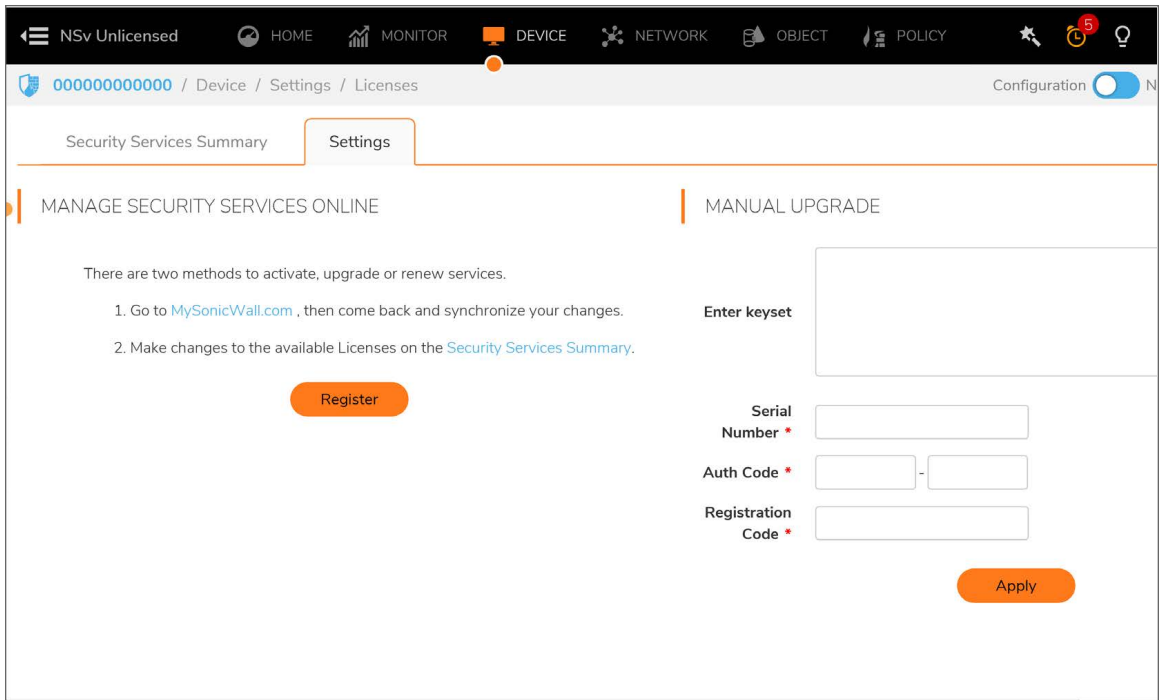 NSv Unlicensed HOME MONITOR DEVICE NETWORK OBJECT POLICY 5
000000000000 / Device / Settings / Licenses Configuration N
Security Services Summary Settings
MANAGE SECURITY SERVICES ONLINE
There are two methods to activate, upgrade or renew services.
1. Go to MySonicWall.com , then come back and synchronize your changes.
2. Make changes to the available Licenses on the Security Services Summary.
Register
MANUAL UPGRADE
Enter keyset
Serial
Number *
Auth Code * -
Registration
Code *
Apply